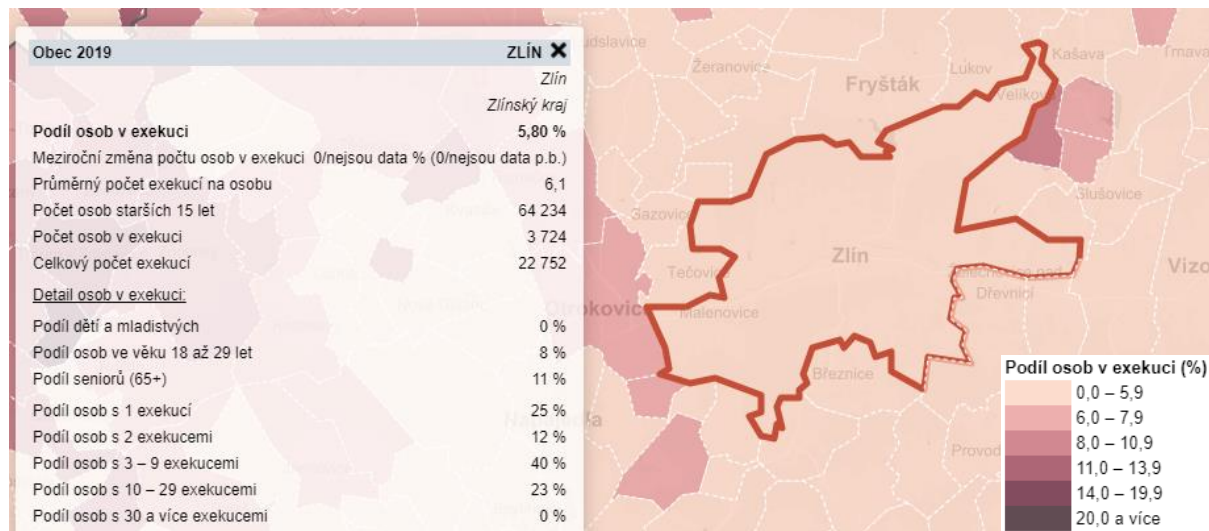 Obec 2019 ZLÍN ✖
Zlín
Zlínský kraj
Podíl osob v exekuci 5,80 %
Meziroční změna počtu osob v exekuci 0/nejsou data % (0/nejsou data p.b.)
Průměrný počet exekucí na osobu 6,1
Počet osob starších 15 let 64 234
Počet osob v exekuci 3 724
Celkový počet exekucí 22 752
Detail osob v exekuci:
Podíl dětí a mladistvých 0 %
Podíl osob ve věku 18 až 29 let 8 %
Podíl seniorů (65+) 11 %
Podíl osob s 1 exekucí 25 %
Podíl osob s 2 exekucemi 12 %
Podíl osob s 3 – 9 exekucemi 40 %
Podíl osob s 10 – 29 exekucemi 23 %
Podíl osob s 30 a více exekucemi 0 %
Žeranovice
Fryšták
Lukov
Kašava
Trnava
Velíková
Slušovice
Sazovice
Zlín
Tečovice
Vizo
Dřevnicí
Otrokovice
Malenovice
Březnice
Provod
Podíl osob v exekuci (%)
0,0 – 5,9
6,0 – 7,9
8,0 – 10,9
11,0 – 13,9
14,0 – 19,9
20,0 a více